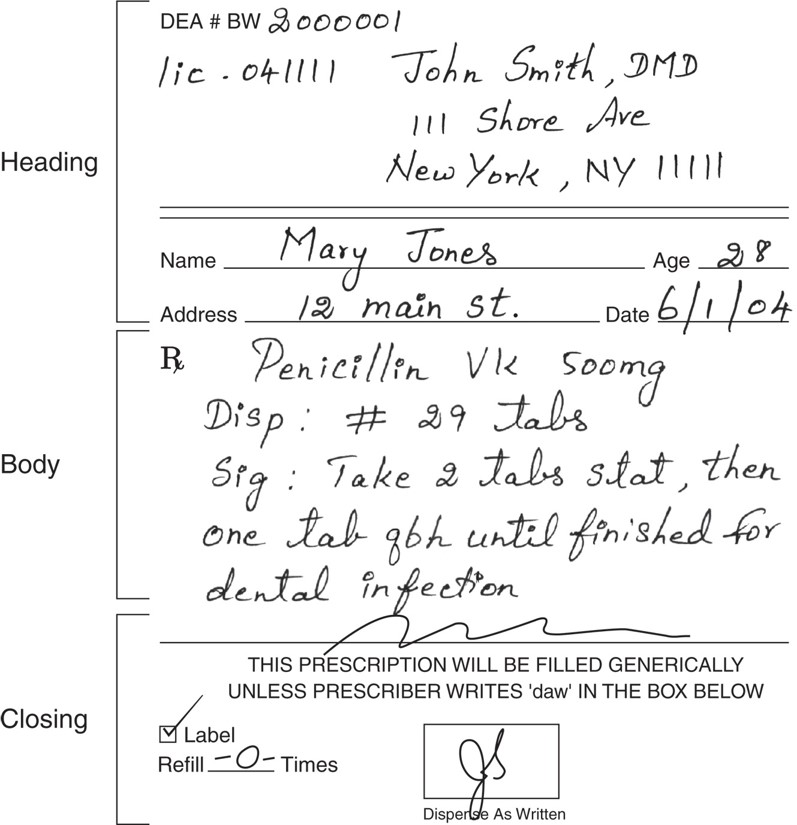 DEA # BW 2000001
lic. 041111 John Smith, DMD
111 Shore Ave
New York, NY 11111
Heading
Name Mary Jones Age 28
Address 12 main st. Date 6/1/04
Rx Penicillin VK 500mg
Disp: # 29 tabs
Body
Sig: Take 2 tabs stat, then
one tab q6h until finished for
dental infection
THIS PRESCRIPTION WILL BE FILLED GENERICALLY
UNLESS PRESCRIBER WRITES 'daw' IN THE BOX BELOW
Closing
Label
Refill -0- Times
JS
Dispense As Written